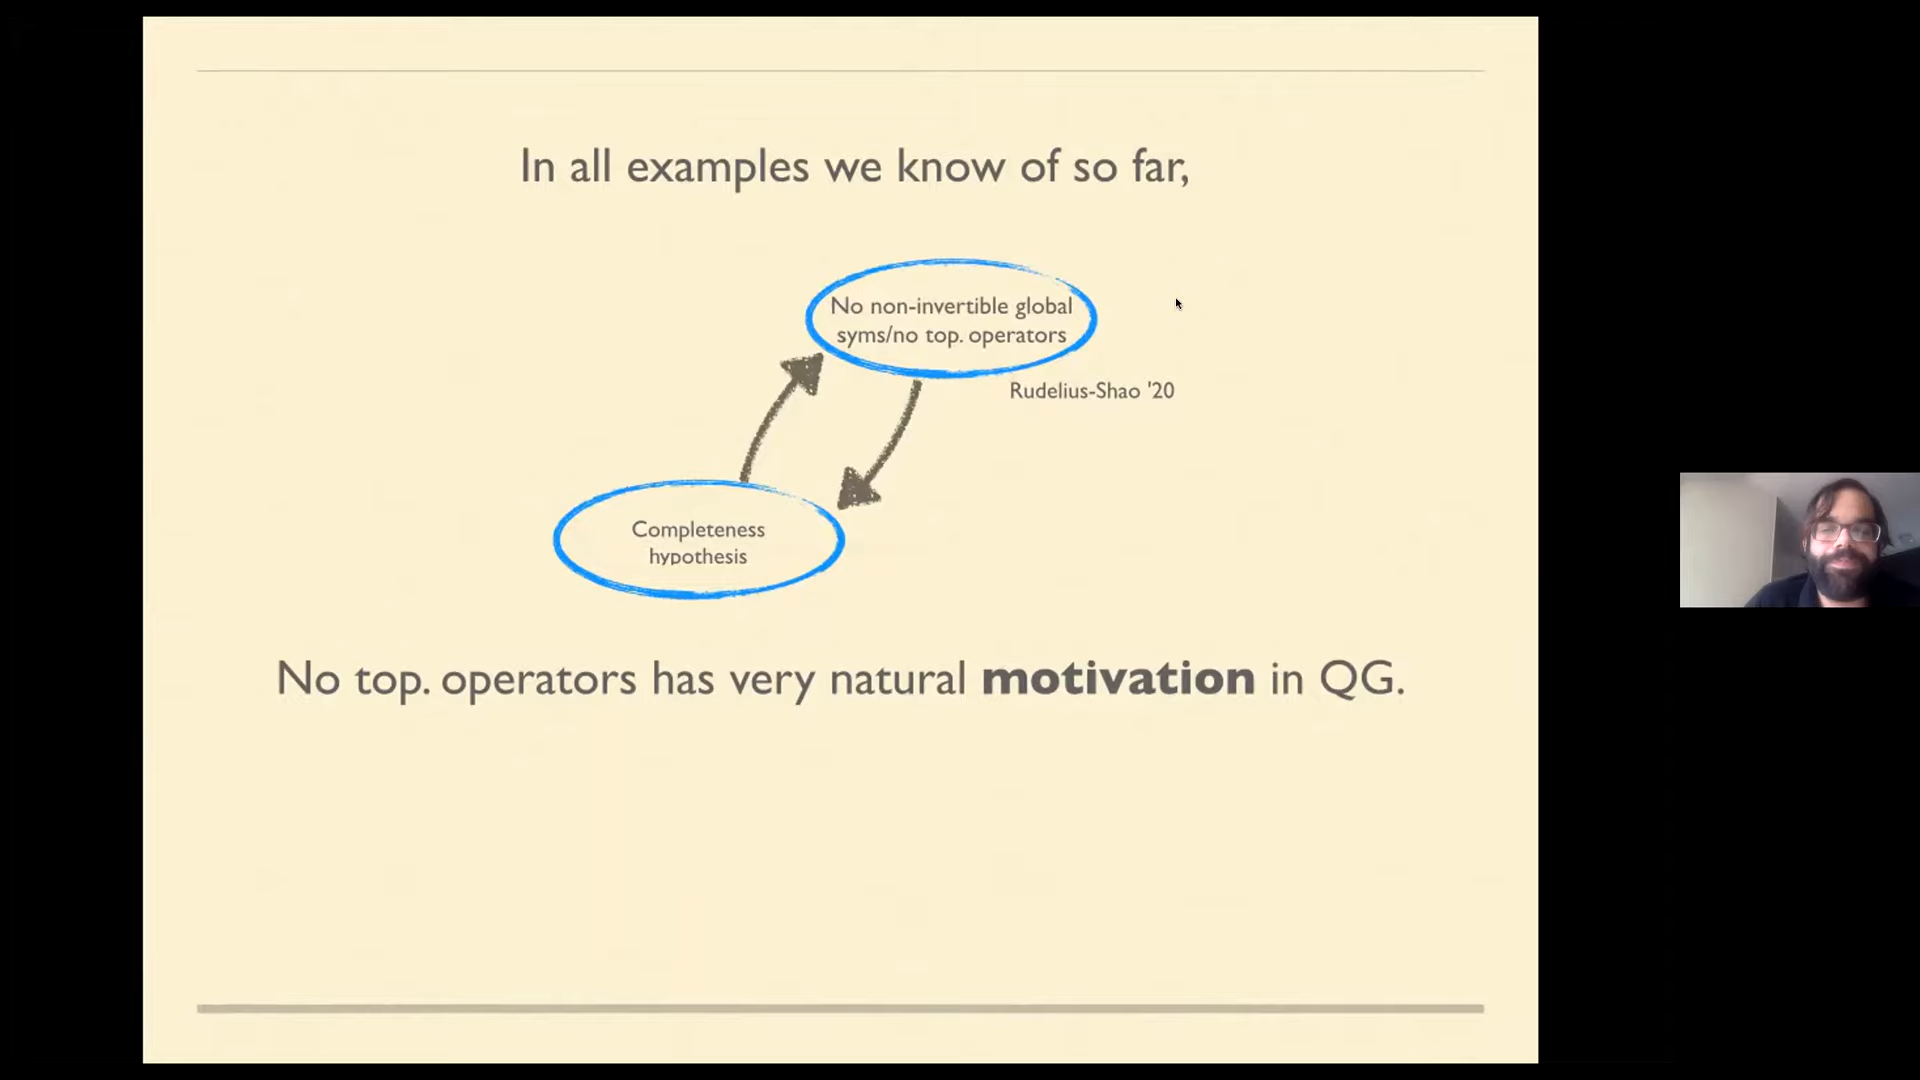 In all examples we know of so far,
No non-invertible global
syms/no top. operators
Rudelius-Shao '20
Completeness
hypothesis
No top. operators has very natural motivation in QG.